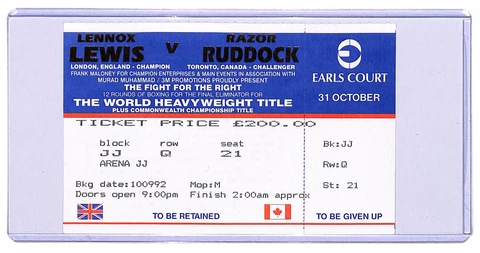 LENNOX V RAZOR
LEWIS RUDDOCK
LONDON, ENGLAND - CHAMPION TORONTO, CANADA - CHALLENGER
FRANK MALONEY FOR CHAMPION ENTERPRISES & MAIN EVENTS IN ASSOCIATION WITH
MURAD MUHAMMAD / 3M PROMOTIONS PROUDLY PRESENT
THE FIGHT FOR THE RIGHT
12 ROUNDS OF BOXING FOR THE FINAL ELIMINATOR FOR
THE WORLD HEAVYWEIGHT TITLE
PLUS COMMONWEALTH CHAMPIONSHIP TITLE
EARLS COURT
31 OCTOBER
TICKET PRICE £200.00
block row seat
JJ Q 21
ARENA JJ
Bkg date:100992 Mop:M
Doors open 9:00pm Finish 2:00am approx
TO BE RETAINED
Bk:JJ
Rw:Q
St: 21
TO BE GIVEN UP